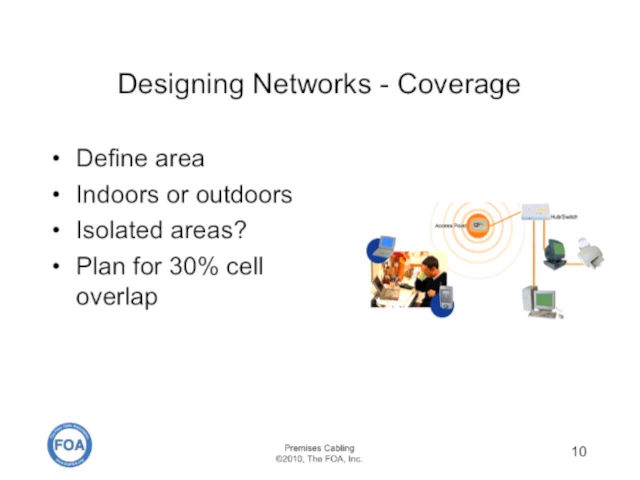 Designing Networks - Coverage
• Define area
• Indoors or outdoors
• Isolated areas?
• Plan for 30% cell
overlap
Hub/Switch
Access Point
FOA
Premises Cabling
©2010, The FOA, Inc.
10